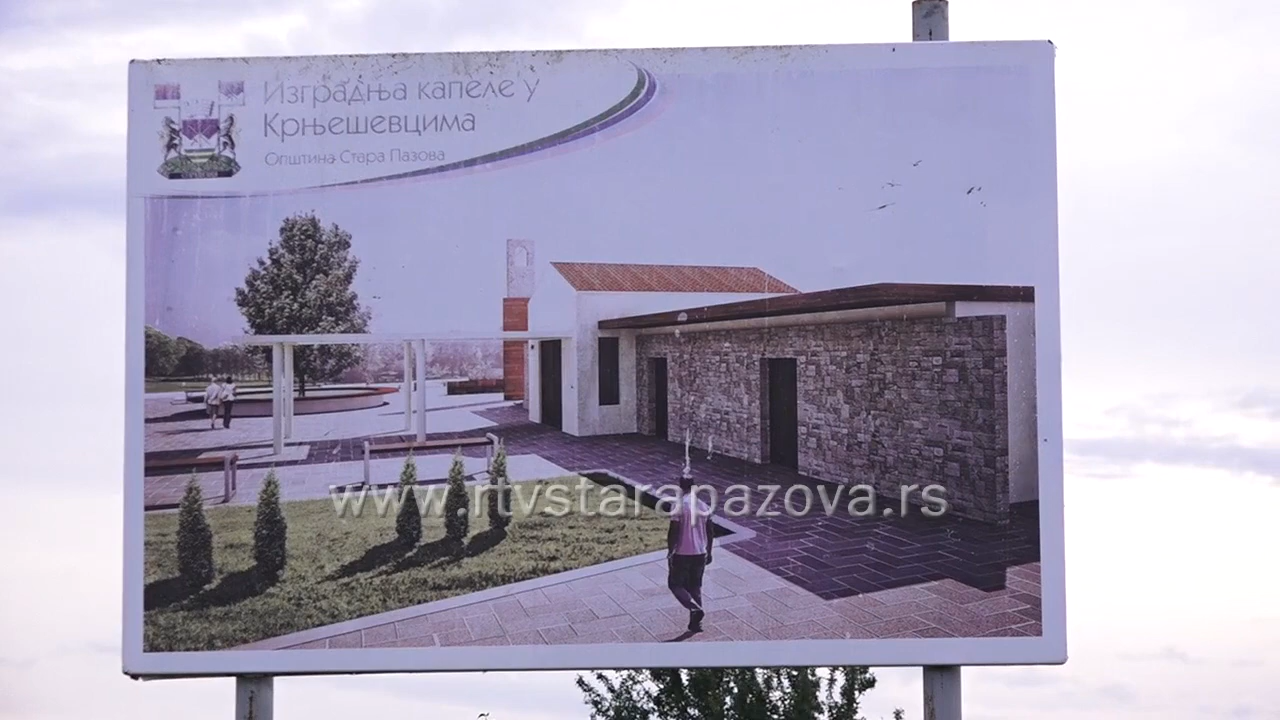 Изградња капеле у
Крњешевцима
Општина Стара Пазова
www.rtvstarapazova.rs